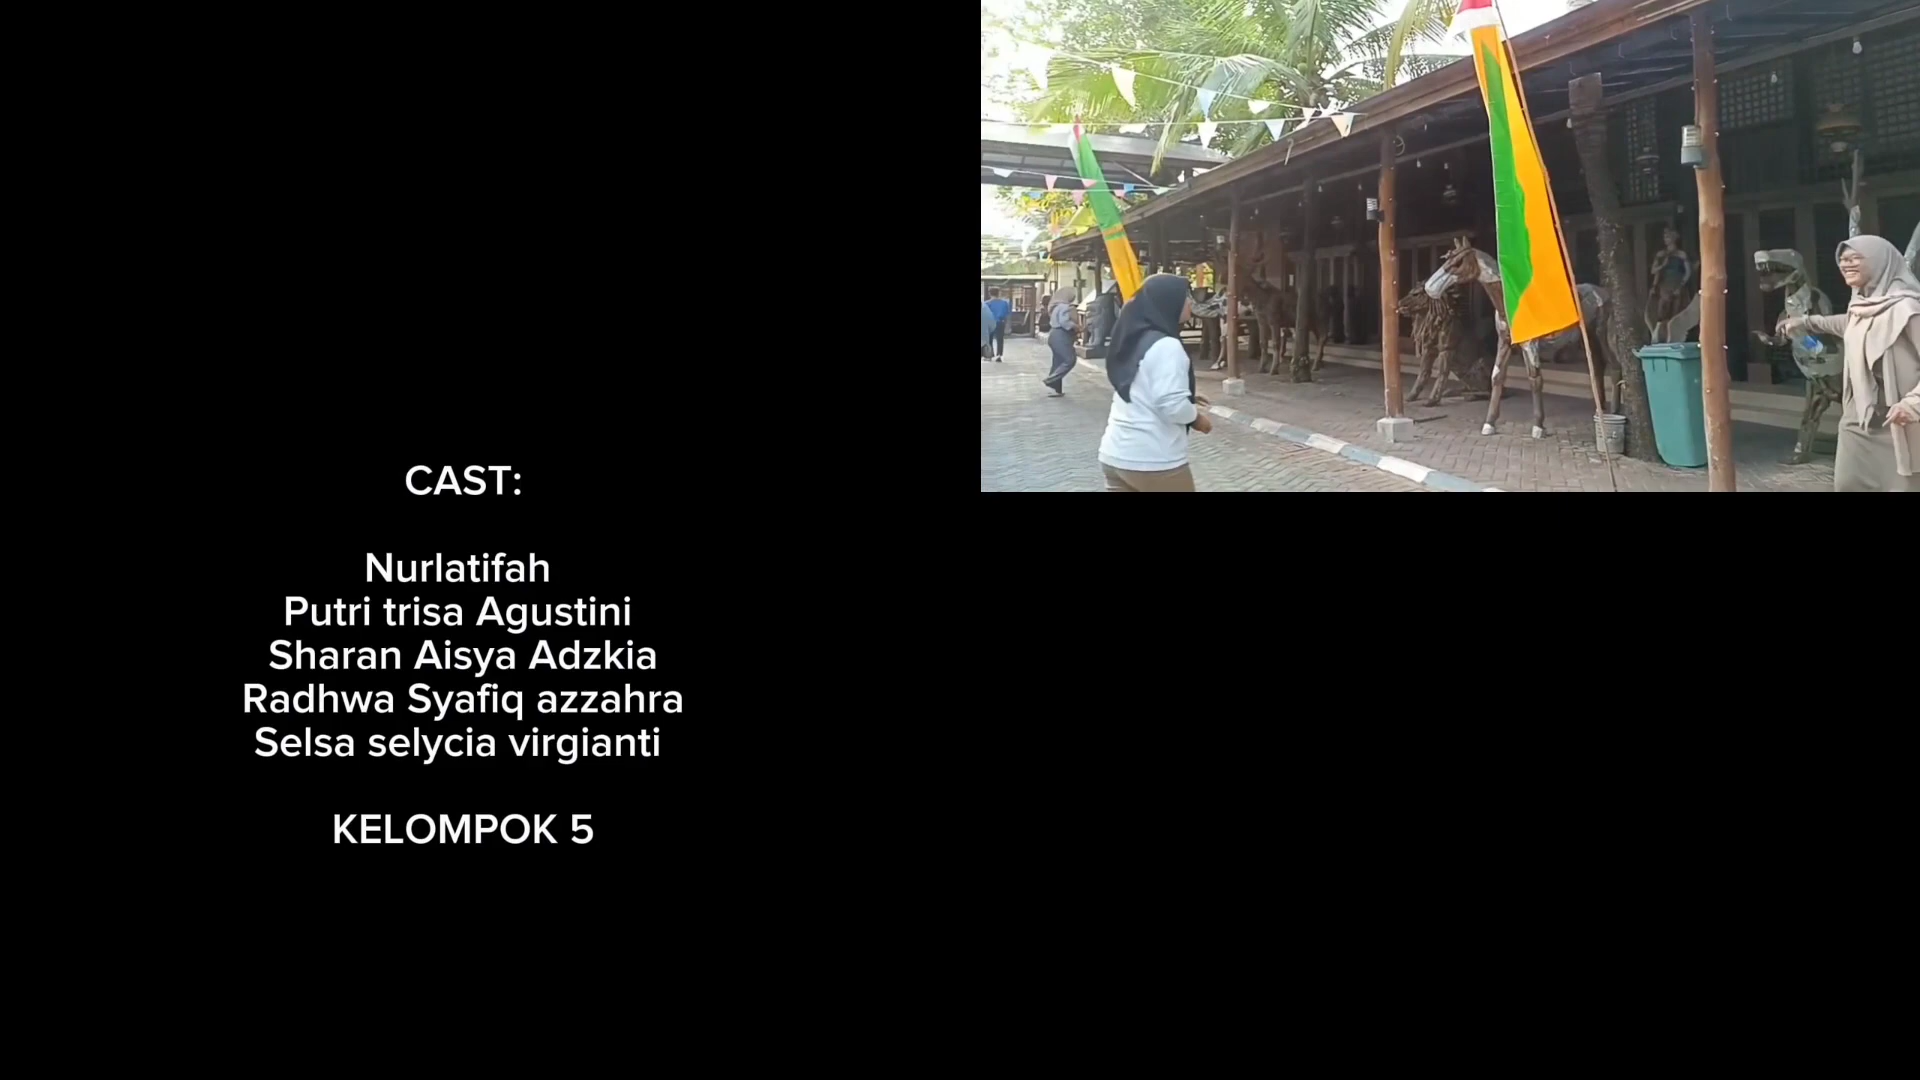 CAST:
Nurlatifah
Putri trisa Agustini
Sharan Aisya Adzkia
Radhwa Syafiq azzahra
Selsa selycia virgianti
KELOMPOK 5